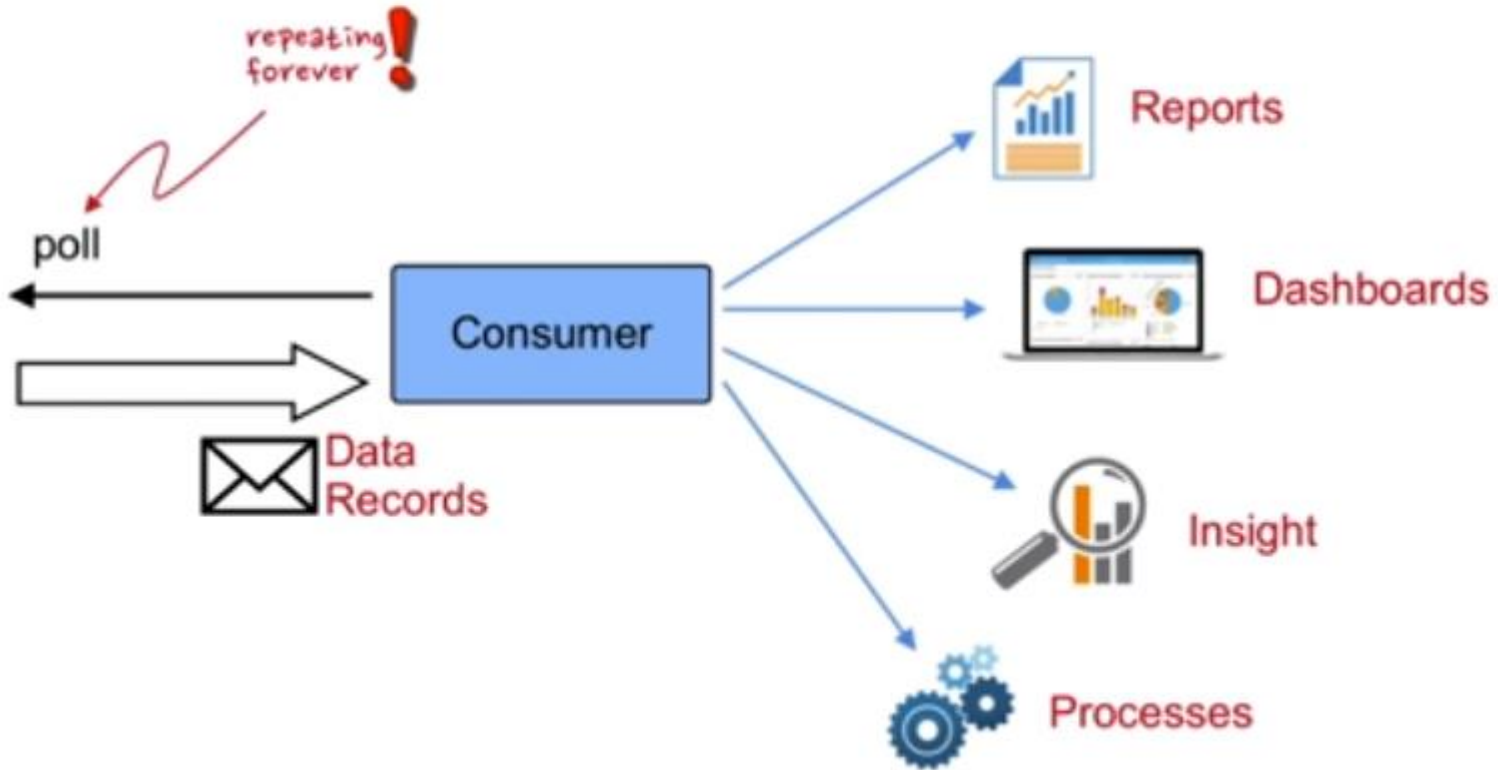 repeating!
forever
poll
Consumer
Data
Records
Reports
Dashboards
Insight
Processes